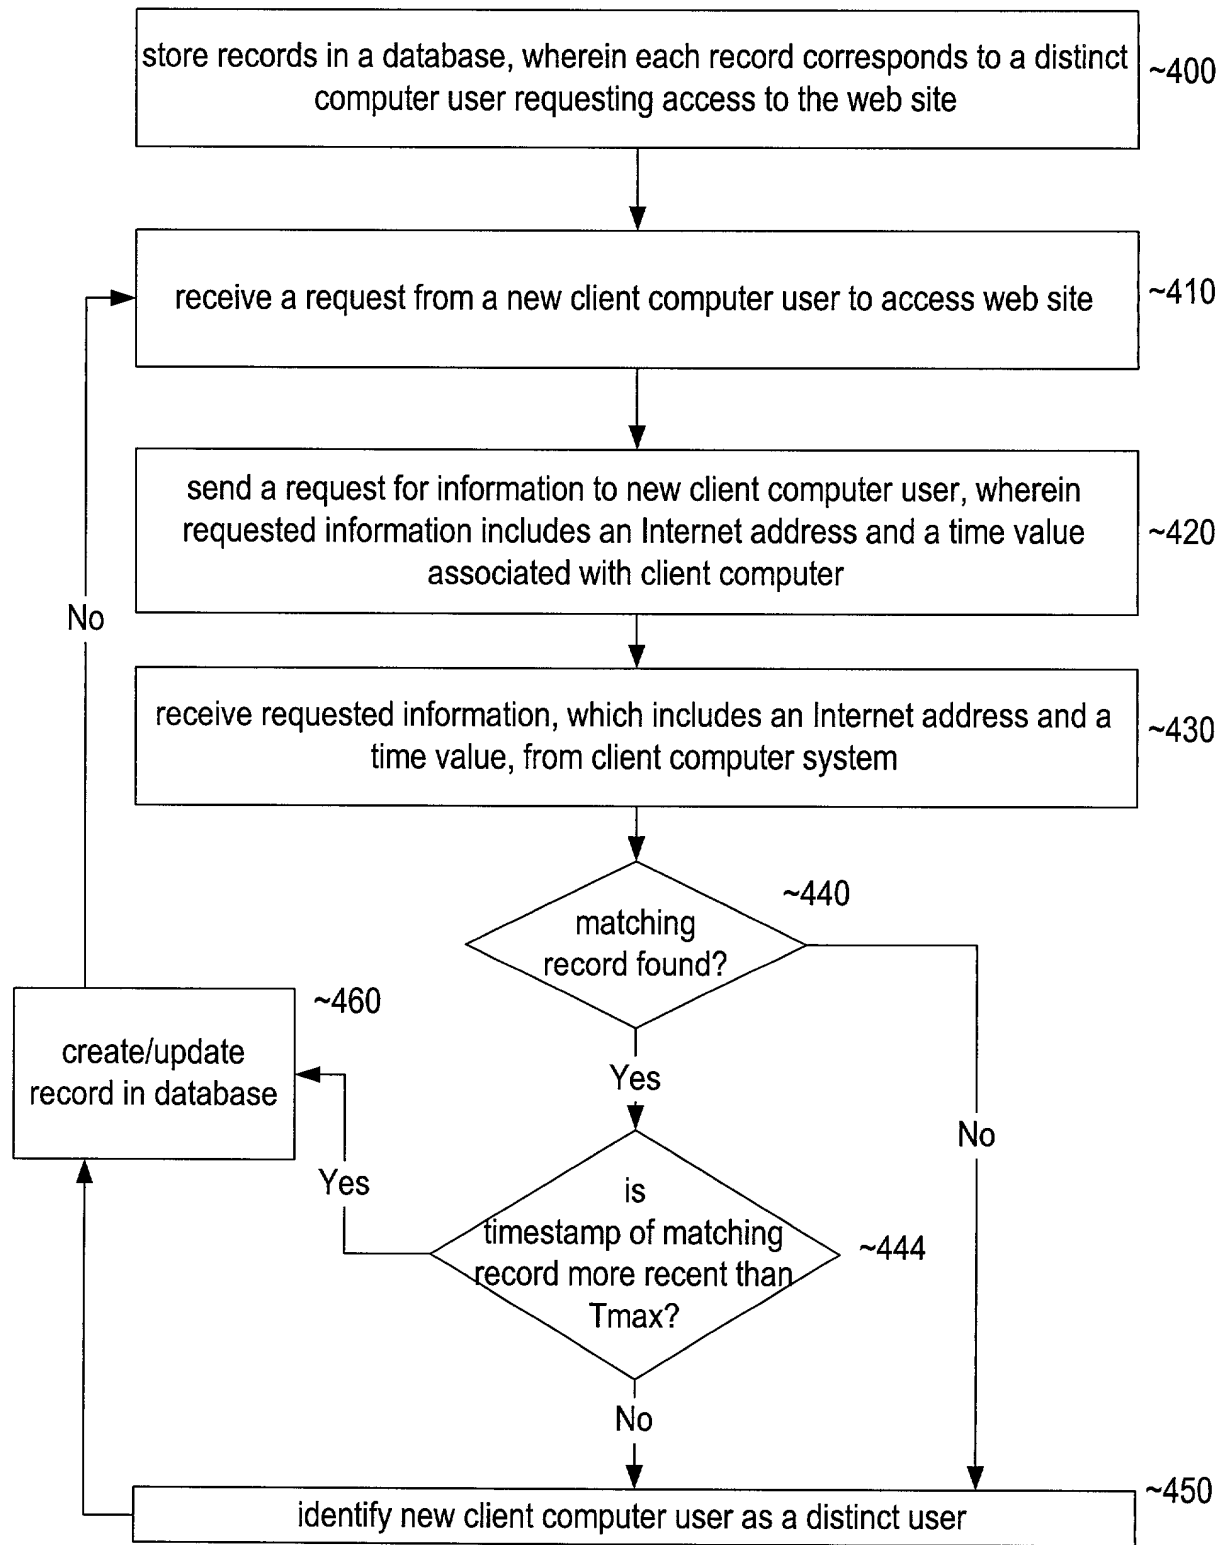 store records in a database, wherein each record corresponds to a distinct
computer user requesting access to the web site
~400
receive a request from a new client computer user to access web site
~410
send a request for information to new client computer user, wherein
requested information includes an Internet address and a time value
associated with client computer
~420
No
receive requested information, which includes an Internet address and a
time value, from client computer system
~430
matching
record found?
~440
~460
create/update
record in database
Yes
No
Yes
is
timestamp of matching
record more recent than
Tmax?
~444
No
identify new client computer user as a distinct user
~450